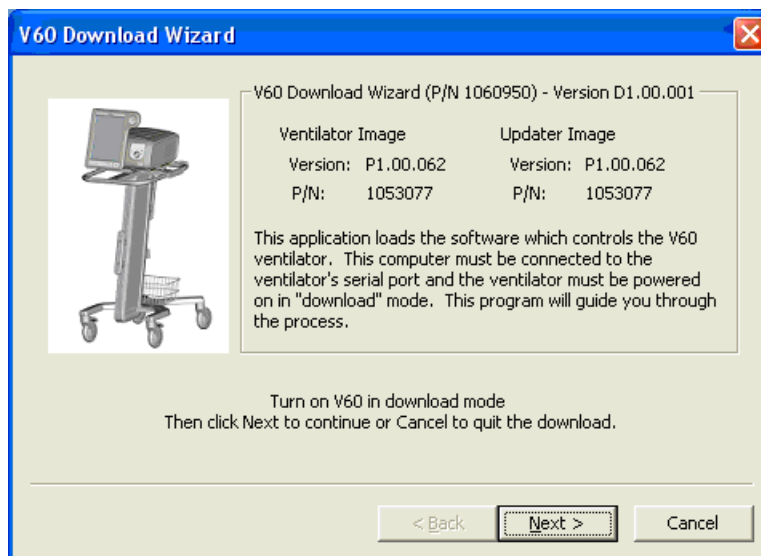 V60 Download Wizard
V60 Download Wizard (P/N 1060950) - Version D1.00.001
Ventilator Image Updater Image
Version: P1.00.062 Version: P1.00.062
P/N: 1053077 P/N: 1053077
This application loads the software which controls the V60
ventilator. This computer must be connected to the
ventilator's serial port and the ventilator must be powered
on in "download" mode. This program will guide you through
the process.
Turn on V60 in download mode
Then click Next to continue or Cancel to quit the download.
< Back Next > Cancel